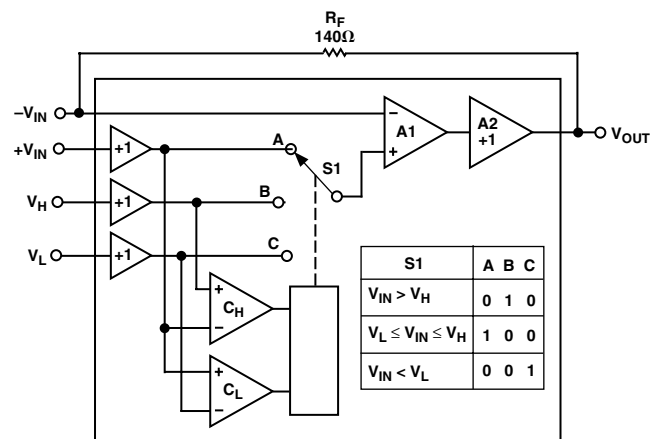 R_F
140Ω
–V_IN
+V_IN
V_H
V_L
+1
+1
+1
A
B
C
S1
–
+
A1
A2
+1
V_OUT
+
–
C_H
+
–
C_L
S1 A B C
V_IN > V_H 0 1 0
V_L ≤ V_IN ≤ V_H 1 0 0
V_IN < V_L 0 0 1